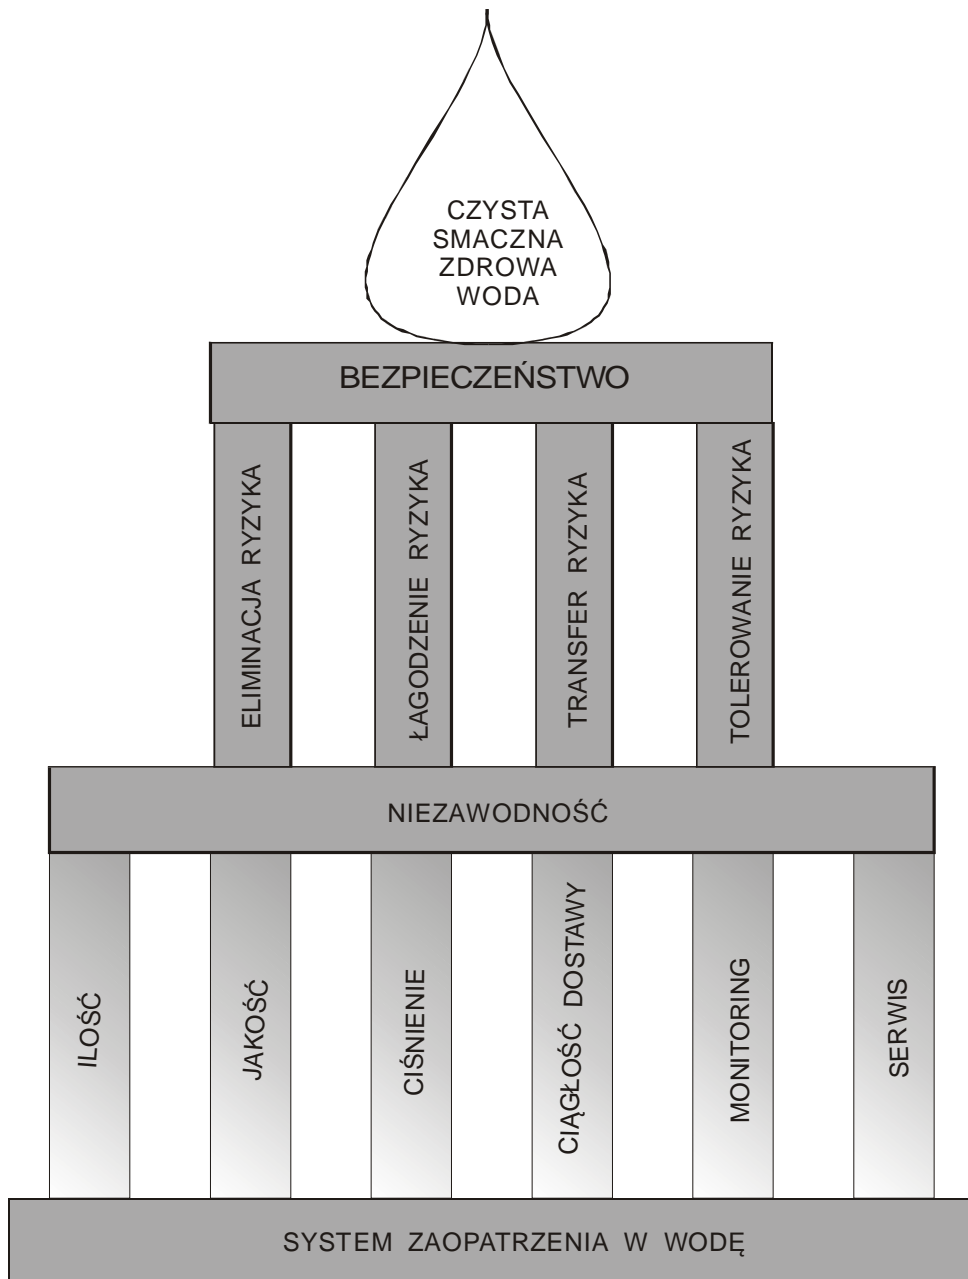 CZYSTA
SMACZNA
ZDROWA
WODA
BEZPIECZEŃSTWO
ELIMINACJA RYZYKA
ŁAGODZENIE RYZYKA
TRANSFER RYZYKA
TOLEROWANIE RYZYKA
NIEZAWODNOŚĆ
ILOŚĆ
JAKOŚĆ
CIŚNIENIE
CIĄGŁOŚĆ DOSTAWY
MONITORING
SERWIS
SYSTEM ZAOPATRZENIA W WODĘ